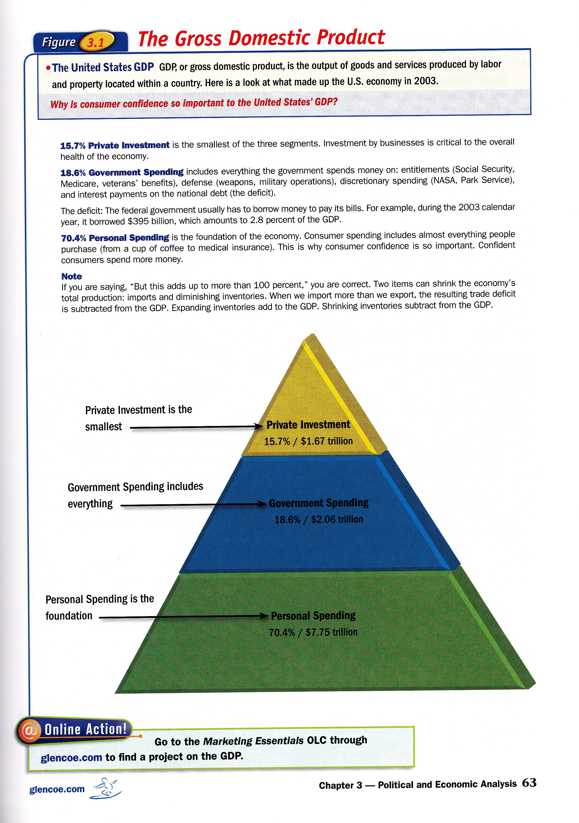 Figure 3.1 The Gross Domestic Product
• The United States GDP GDP, or gross domestic product, is the output of goods and services produced by labor
and property located within a country. Here is a look at what made up the U.S. economy in 2003.
Why is consumer confidence so important to the United States' GDP?
15.7% Private Investment is the smallest of the three segments. Investment by businesses is critical to the overall
health of the economy.
18.6% Government Spending includes everything the government spends money on: entitlements (Social Security,
Medicare, veterans' benefits), defense (weapons, military operations), discretionary spending (NASA, Park Service),
and interest payments on the national debt (the deficit).
The deficit: The federal government usually has to borrow money to pay its bills. For example, during the 2003 calendar
year, it borrowed $395 billion, which amounts to 2.8 percent of the GDP.
70.4% Personal Spending is the foundation of the economy. Consumer spending includes almost everything people
purchase (from a cup of coffee to medical insurance). This is why consumer confidence is so important. Confident
consumers spend more money.
Note
If you are saying, "But this adds up to more than 100 percent," you are correct. Two items can shrink the economy's
total production: imports and diminishing inventories. When we import more than we export, the resulting trade deficit
is subtracted from the GDP. Expanding inventories add to the GDP. Shrinking inventories subtract from the GDP.
Private Investment is the
smallest
Private Investment
15.7% / $1.67 trillion
Government Spending includes
everything
Government Spending
18.6% / $2.06 trillion
Personal Spending is the
foundation
Personal Spending
70.4% / $7.75 trillion
@ Online Action!
Go to the Marketing Essentials OLC through
glencoe.com to find a project on the GDP.
glencoe.com
Chapter 3 — Political and Economic Analysis 63